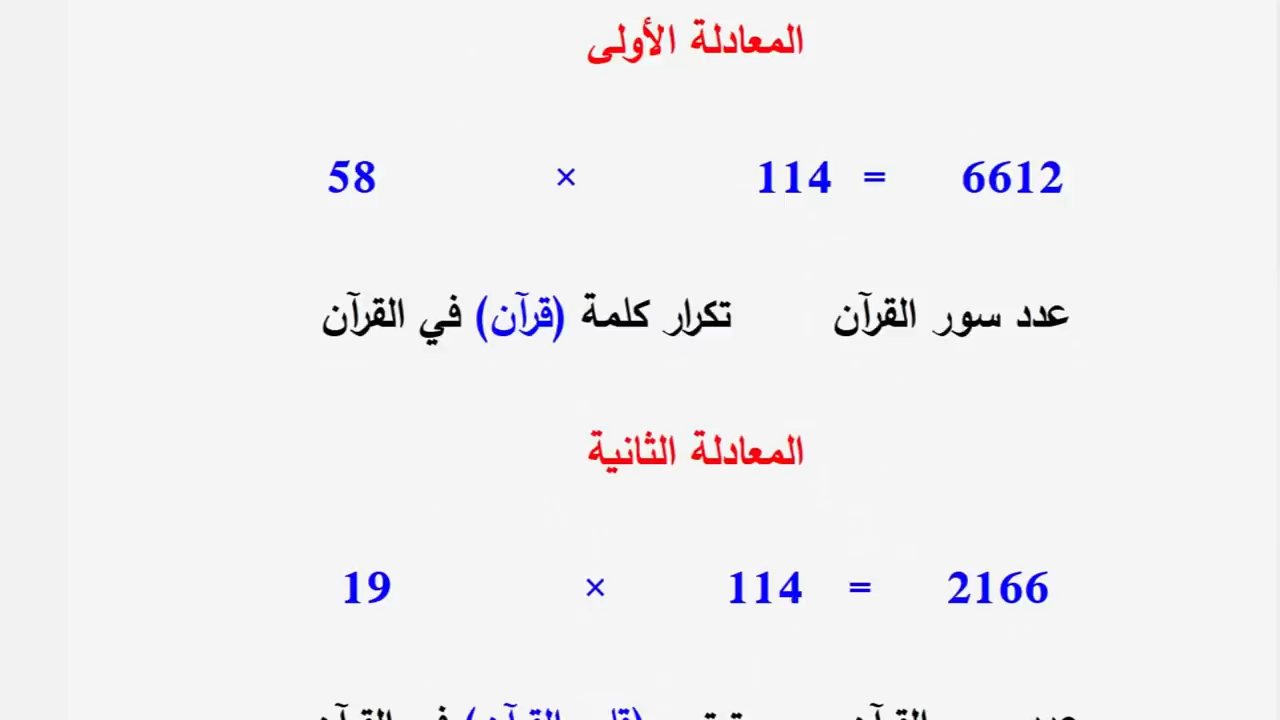 المعادلة الأولى
58 × 114 = 6612
عدد سور القرآن تكرار كلمة (قرآن) في القرآن
المعادلة الثانية
19 × 114 = 2166